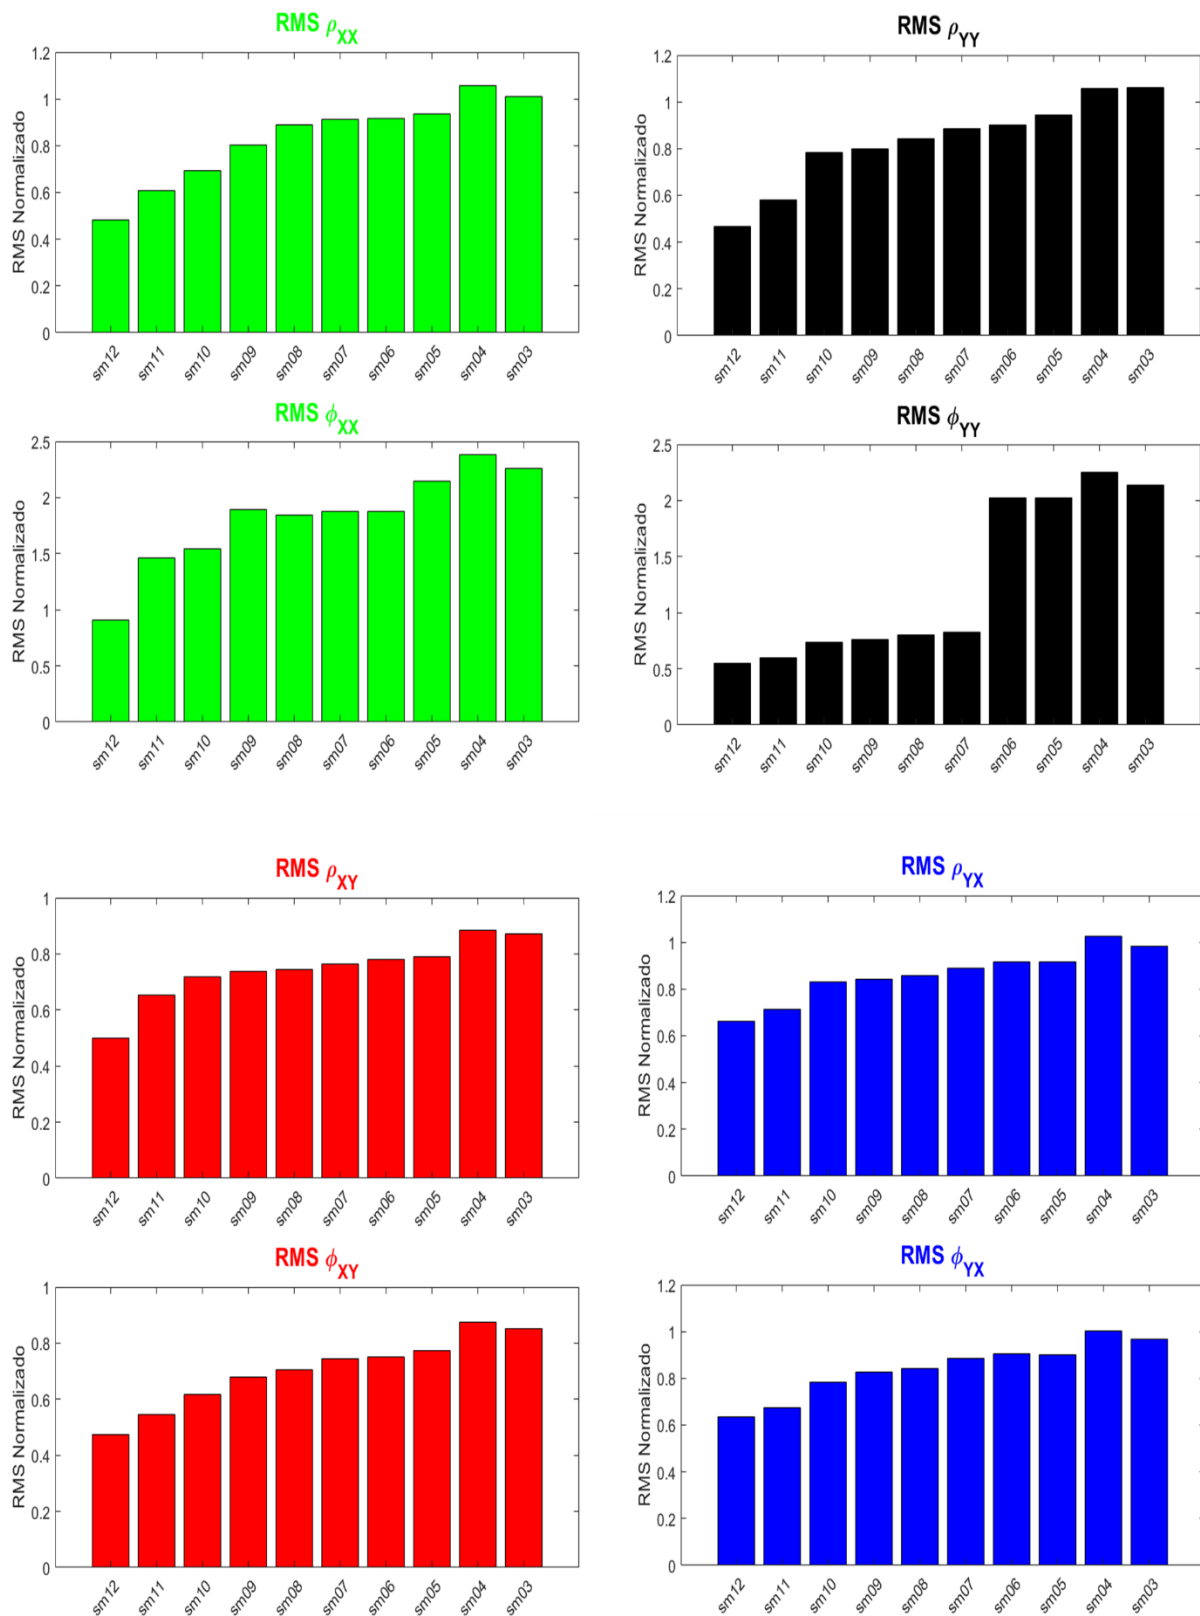 RMS ρXX
RMS Normalizado
1.2
1
0.8
0.6
0.4
0.2
0
sm12 sm11 sm10 sm09 sm08 sm07 sm06 sm05 sm04 sm03
RMS ρYY
RMS Normalizado
1.2
1
0.8
0.6
0.4
0.2
0
sm12 sm11 sm10 sm09 sm08 sm07 sm06 sm05 sm04 sm03
RMS ϕXX
RMS Normalizado
2.5
2
1.5
1
0.5
0
sm12 sm11 sm10 sm09 sm08 sm07 sm06 sm05 sm04 sm03
RMS ϕYY
RMS Normalizado
2.5
2
1.5
1
0.5
0
sm12 sm11 sm10 sm09 sm08 sm07 sm06 sm05 sm04 sm03
RMS ρXY
RMS Normalizado
1
0.8
0.6
0.4
0.2
0
sm12 sm11 sm10 sm09 sm08 sm07 sm06 sm05 sm04 sm03
RMS ρYX
RMS Normalizado
1.2
1
0.8
0.6
0.4
0.2
0
sm12 sm11 sm10 sm09 sm08 sm07 sm06 sm05 sm04 sm03
RMS ϕXY
RMS Normalizado
1
0.8
0.6
0.4
0.2
0
sm12 sm11 sm10 sm09 sm08 sm07 sm06 sm05 sm04 sm03
RMS ϕYX
RMS Normalizado
1.2
1
0.8
0.6
0.4
0.2
0
sm12 sm11 sm10 sm09 sm08 sm07 sm06 sm05 sm04 sm03